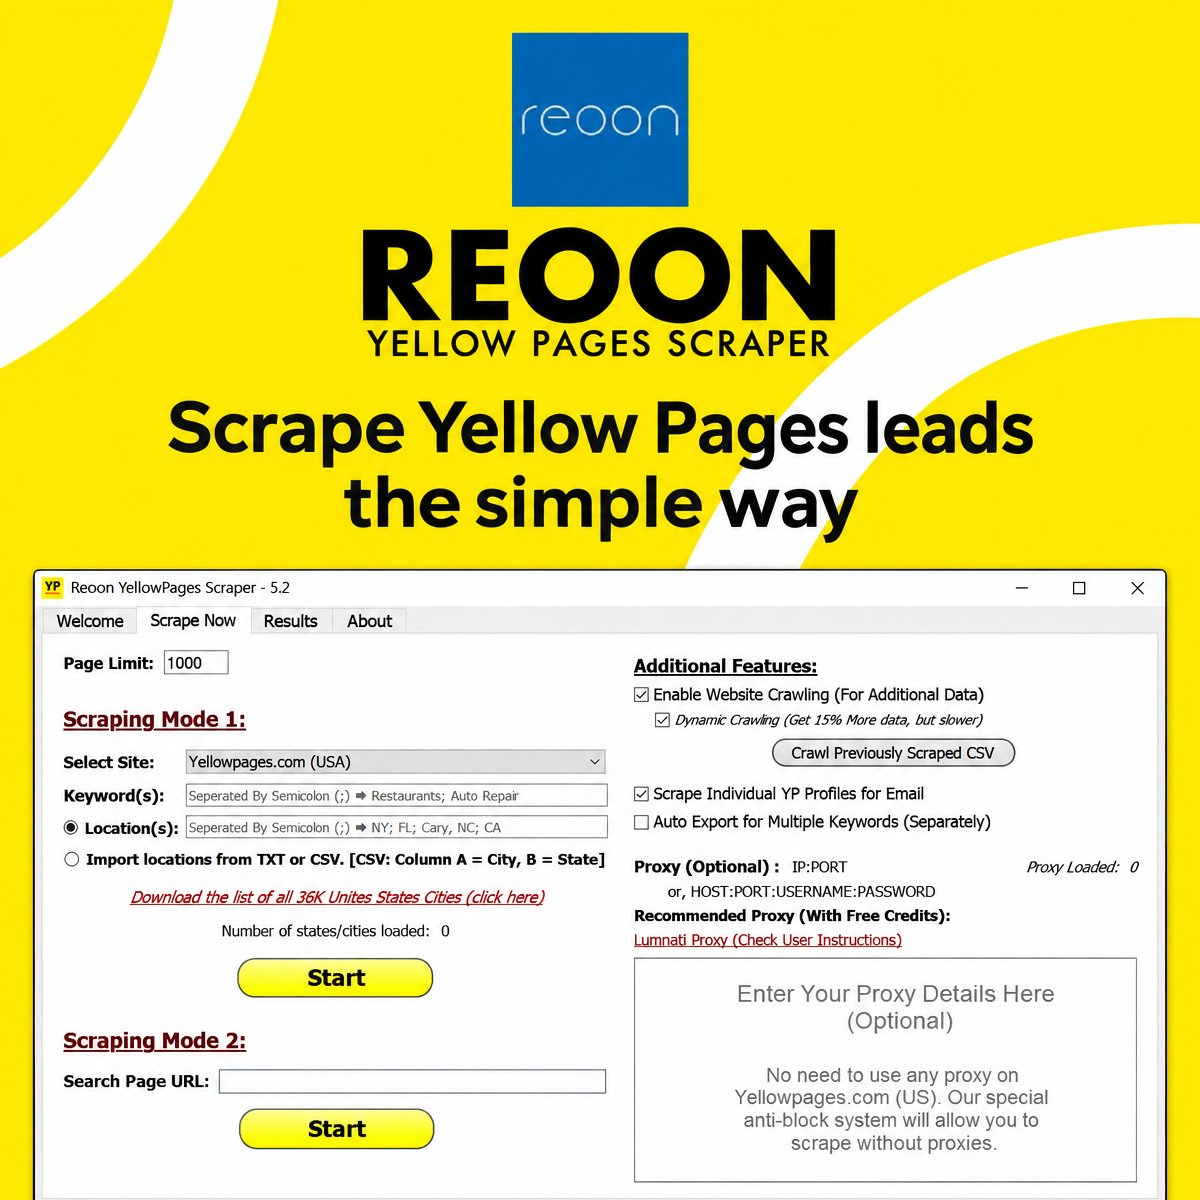 reoon
REOON
YELLOW PAGES SCRAPER
Scrape Yellow Pages leads
the simple way
YP Reoon YellowPages Scraper - 5.2
Welcome Scrape Now Results About
Page Limit: 1000
Scraping Mode 1:
Select Site: Yellowpages.com (USA)
Keyword(s): Seperated By Semicolon (;) ➡ Restaurants; Auto Repair
Location(s): Seperated By Semicolon (;) ➡ NY; FL; Cary, NC; CA
Import locations from TXT or CSV. [CSV: Column A = City, B = State]
Download the list of all 36K Unites States Cities (click here)
Number of states/cities loaded: 0
Start
Scraping Mode 2:
Search Page URL:
Start
Additional Features:
Enable Website Crawling (For Additional Data)
Dynamic Crawling (Get 15% More data, but slower)
Crawl Previously Scraped CSV
Scrape Individual YP Profiles for Email
Auto Export for Multiple Keywords (Separately)
Proxy (Optional) : IP:PORT Proxy Loaded: 0
or, HOST:PORT:USERNAME:PASSWORD
Recommended Proxy (With Free Credits):
Lumnati Proxy (Check User Instructions)
Enter Your Proxy Details Here
(Optional)
No need to use any proxy on
Yellowpages.com (US). Our special
anti-block system will allow you to
scrape without proxies.